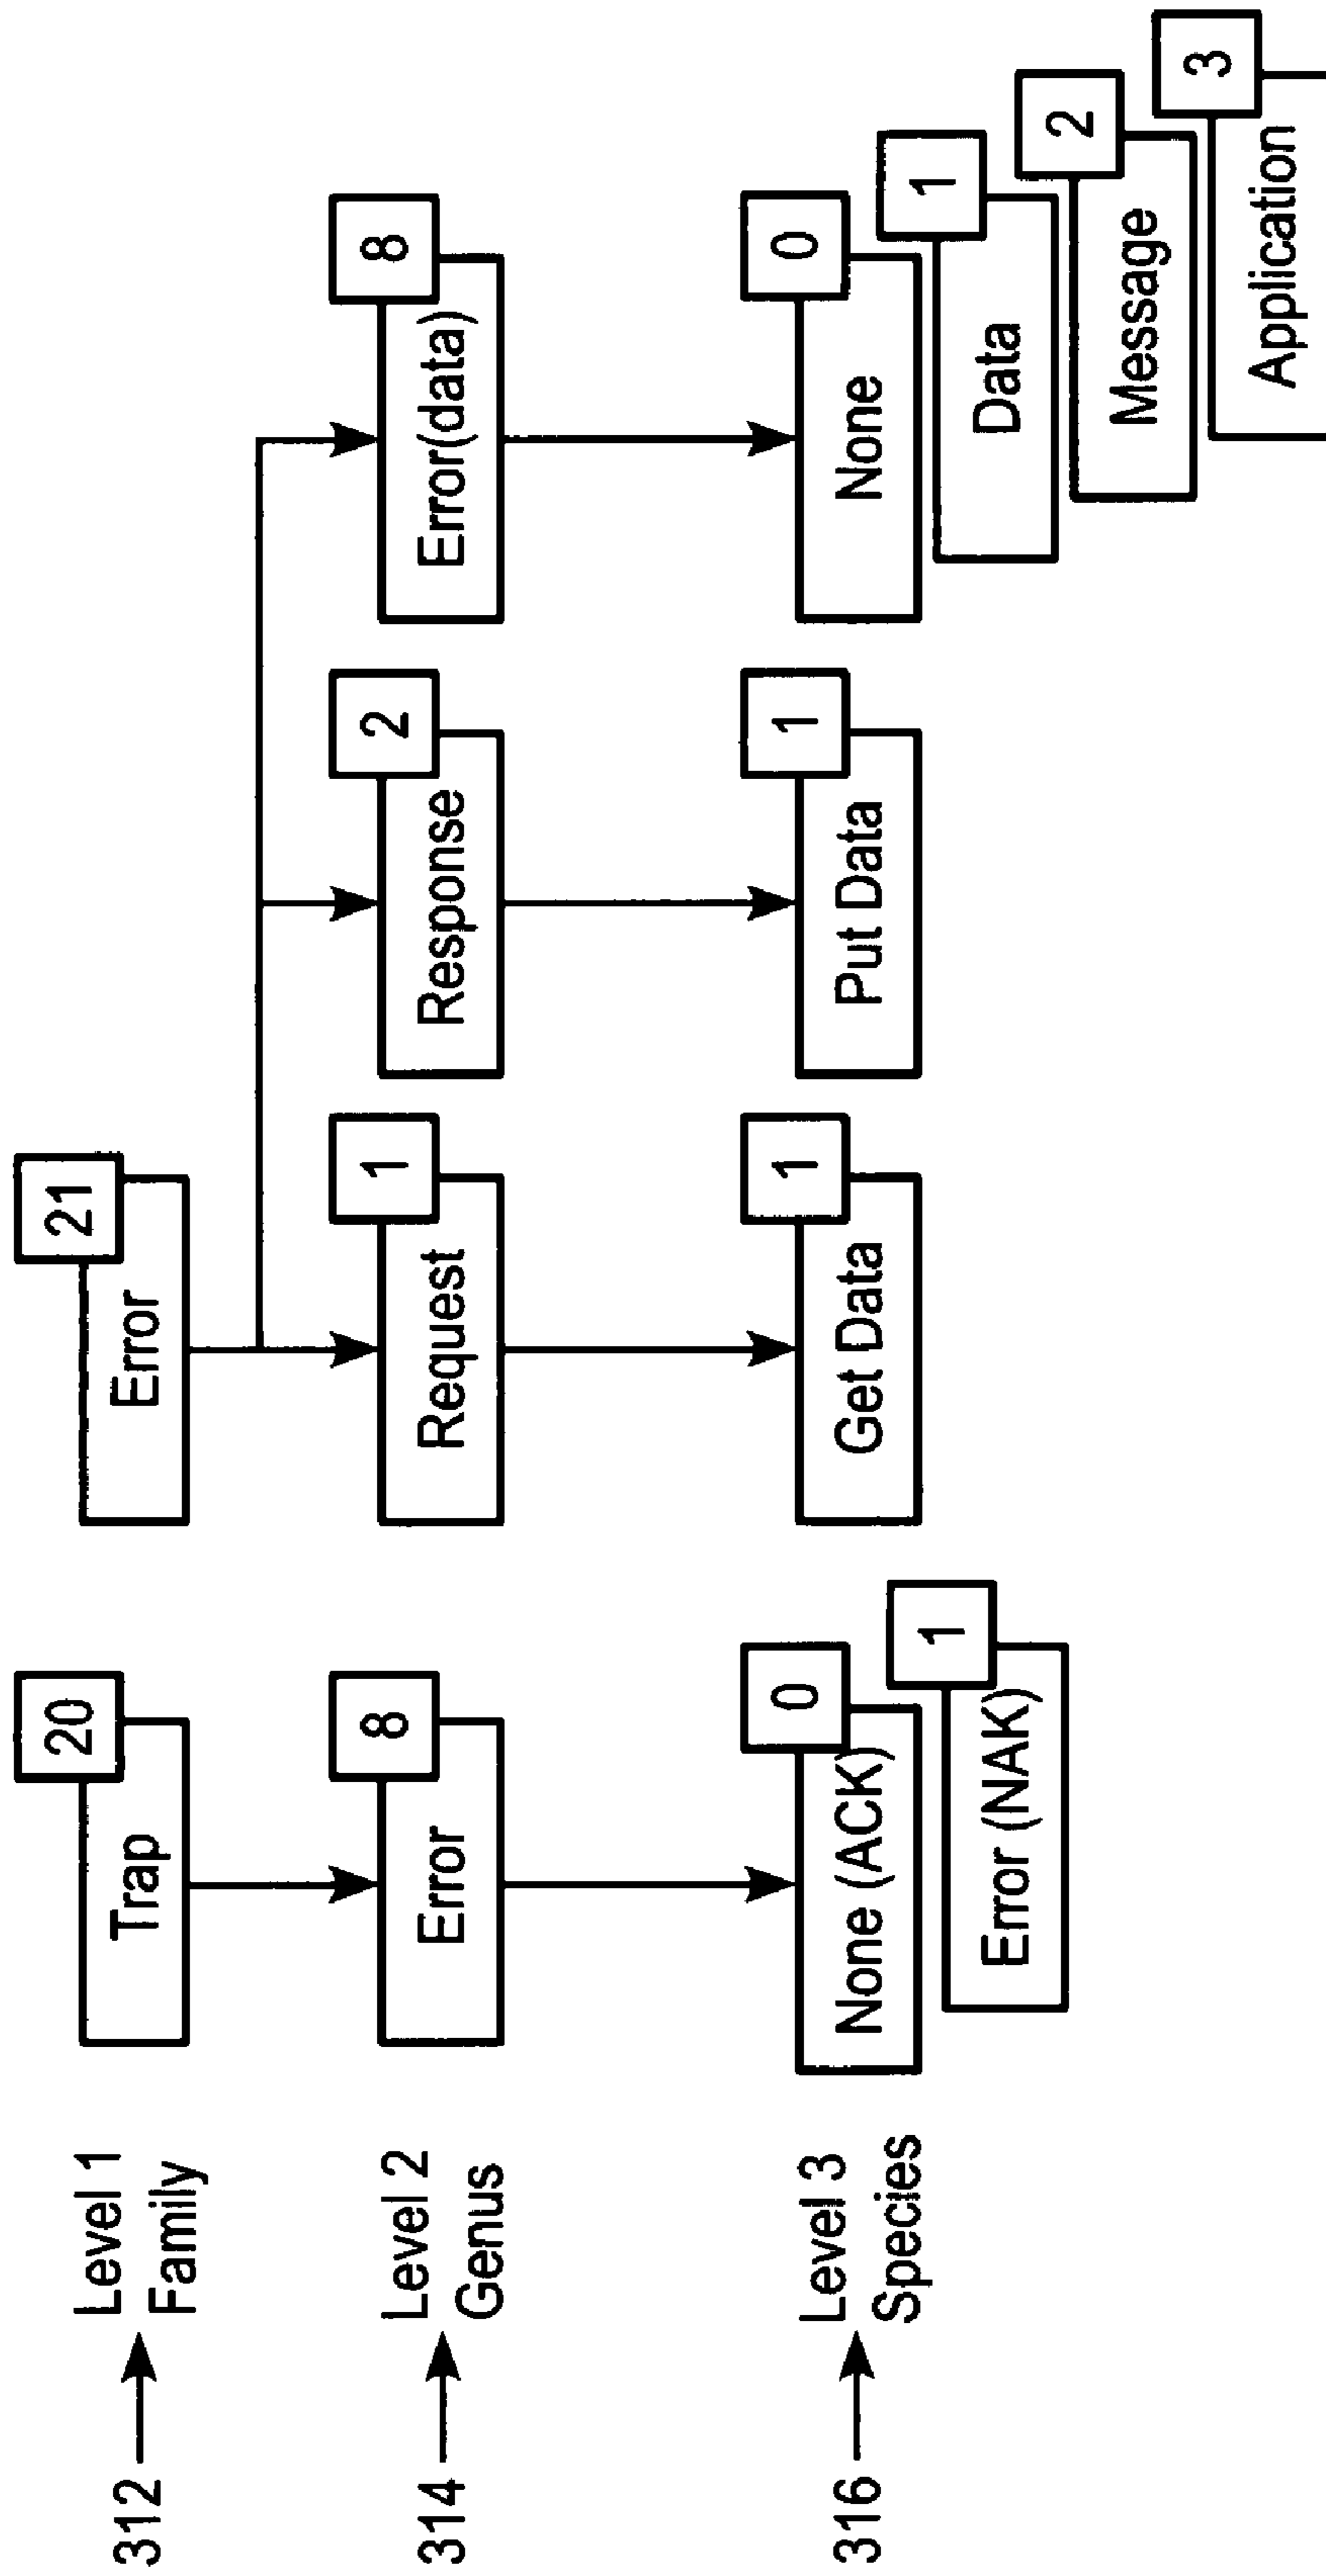 20
21
312
Level 1
Family
Trap
Error
8
1
2
8
314
Level 2
Genus
Error
Request
Response
Error(data)
0
1
1
0
316
Level 3
Species
None (ACK)
Get Data
Put Data
None
1
Error (NAK)
1
Data
2
Message
3
Application